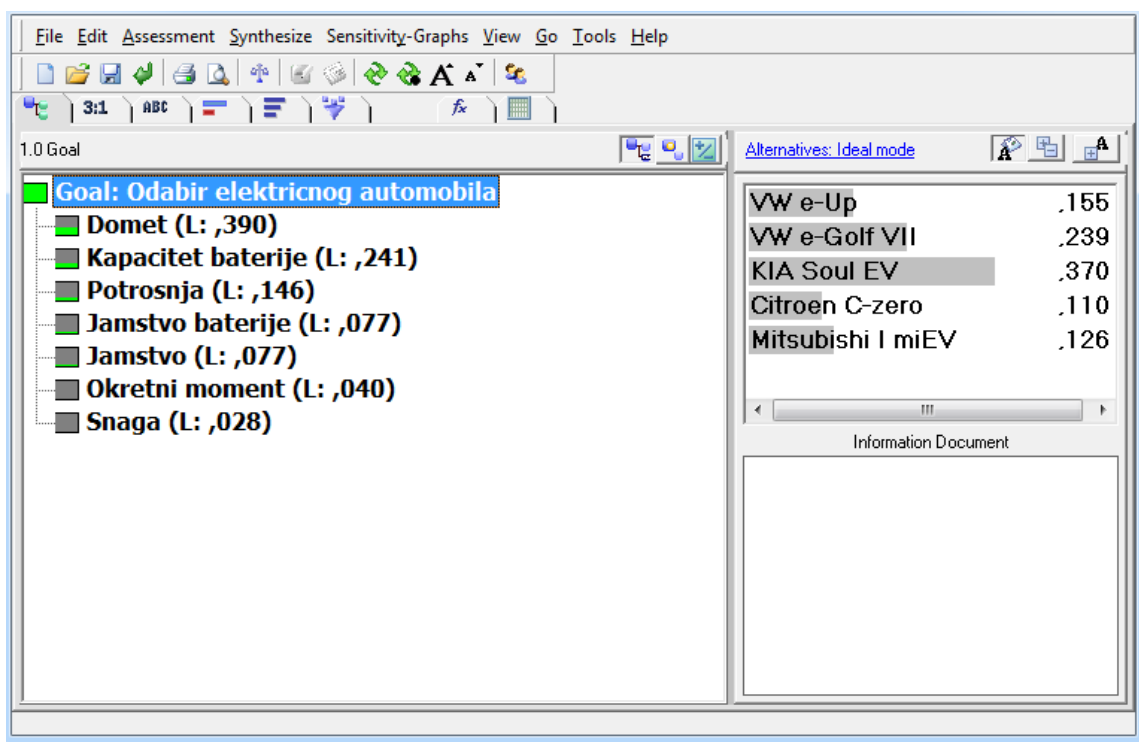 File Edit Assessment Synthesize Sensitivity-Graphs View Go Tools Help
3:1 ABC fx
1.0 Goal
Alternatives: Ideal mode
Goal: Odabir elektricnog automobila
Domet (L: ,390)
Kapacitet baterije (L: ,241)
Potrosnja (L: ,146)
Jamstvo baterije (L: ,077)
Jamstvo (L: ,077)
Okretni moment (L: ,040)
Snaga (L: ,028)
VW e-Up ,155
VW e-Golf VII ,239
KIA Soul EV ,370
Citroen C-zero ,110
Mitsubishi I miEV ,126
Information Document